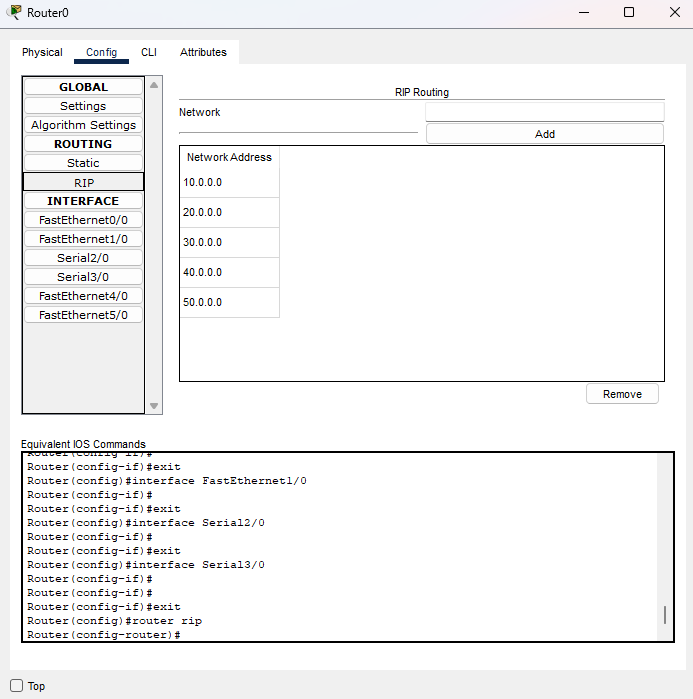 Router0
Physical Config CLI Attributes
GLOBAL
Settings
Algorithm Settings
ROUTING
Static
RIP
INTERFACE
FastEthernet0/0
FastEthernet1/0
Serial2/0
Serial3/0
FastEthernet4/0
FastEthernet5/0
RIP Routing
Network
Add
Network Address
10.0.0.0
20.0.0.0
30.0.0.0
40.0.0.0
50.0.0.0
Remove
Equivalent IOS Commands
Router(config-if)#
Router(config-if)#exit
Router(config)#interface FastEthernet1/0
Router(config-if)#
Router(config-if)#exit
Router(config)#interface Serial2/0
Router(config-if)#
Router(config-if)#exit
Router(config)#interface Serial3/0
Router(config-if)#
Router(config-if)#
Router(config-if)#exit
Router(config)#router rip
Router(config-router)#
Top